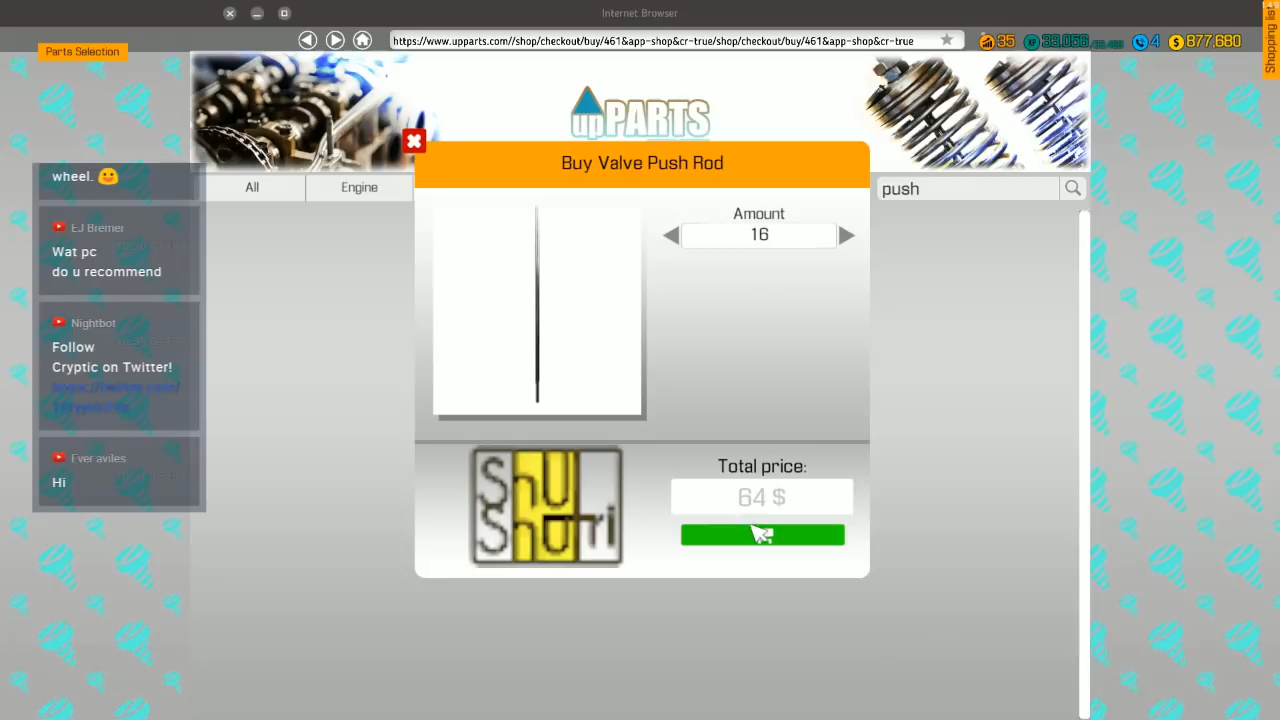 Internet Browser
Parts Selection
https://www.upparts.com//shop/checkout/buy/461&app-shop&cr-true/shop/checkout/buy/461&app-shop&cr-true
35
XP
4
$ 877,680
Shopping list
upPARTS
Buy Valve Push Rod
All
Engine
push
Amount
16
wheel.
EJ Bremer
Wat pc
do u recommend
Nightbot
Follow
Cryptic on Twitter!
Ever aviles
Hi
Total price:
64 $